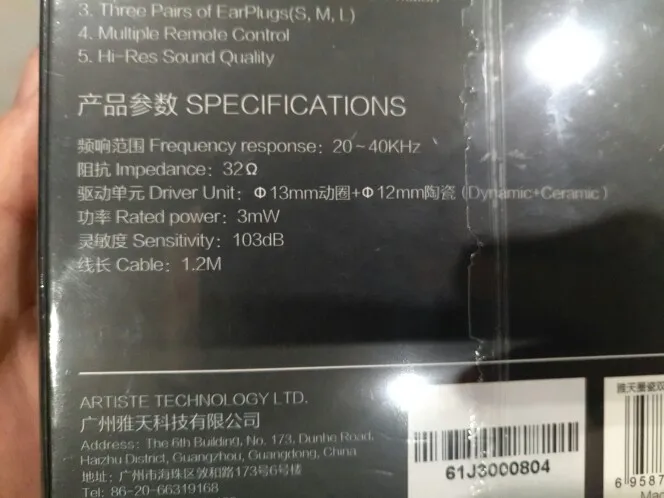 3. Three Pairs of EarPlugs(S, M, L)
4. Multiple Remote Control
5. Hi-Res Sound Quality
产品参数 SPECIFICATIONS
频响范围 Frequency response: 20~40KHz
阻抗 Impedance: 32Ω
驱动单元 Driver Unit: Φ13mm动圈+Φ12mm陶瓷 (Dynamic+Ceramic)
功率 Rated power: 3mW
灵敏度 Sensitivity: 103dB
线长 Cable: 1.2M
ARTISTE TECHNOLOGY LTD.
广州雅天科技有限公司
Address: The 6th Building, No. 173, Dunhe Road,
Haizhu District, Guangzhou, Guangdong, China
地址: 广州市海珠区敦和路173号6号楼
Tel: 86-20-66319168
61J3000804
6 9587